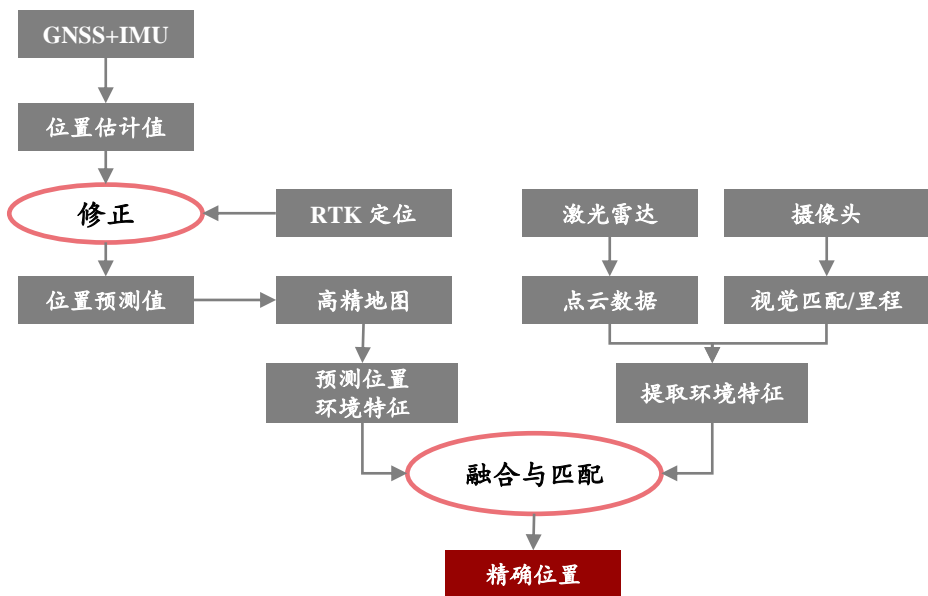 GNSS+IMU
位置估计值
修正
RTK 定位
激光雷达
摄像头
位置预测值
高精地图
点云数据
视觉匹配/里程
预测位置
环境特征
提取环境特征
融合与匹配
精确位置